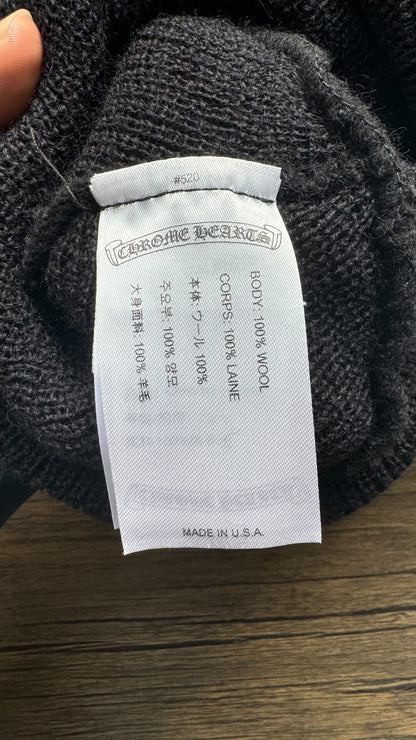 #520
CHROME HEARTS
BODY: 100% WOOL
CORPS: 100% LAINE
本体: ウール 100%
주요부: 100% 양모
大身面料: 100% 羊毛
MADE IN U.S.A.